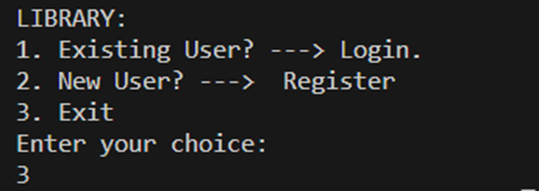 LIBRARY:
1. Existing User? ---> Login.
2. New User? --->  Register
3. Exit
Enter your choice:
3